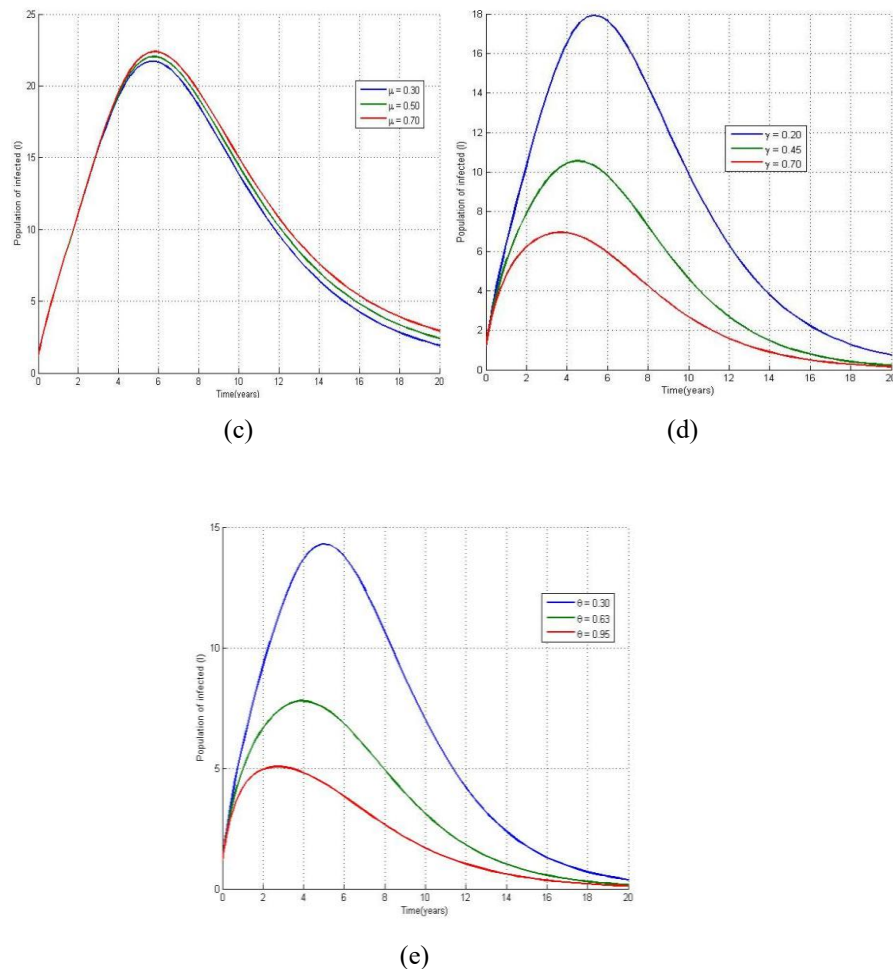 25
20
15
10
5
0
Population of infected (I)
μ = 0.30
μ = 0.50
μ = 0.70
0 2 4 6 8 10 12 14 16 18 20
Time(years)
(c)
18
16
14
12
10
8
6
4
2
0
Population of infected (I)
γ = 0.20
γ = 0.45
γ = 0.70
0 2 4 6 8 10 12 14 16 18 20
Time(years)
(d)
15
10
5
0
Population of infected (I)
θ = 0.30
θ = 0.63
θ = 0.95
0 2 4 6 8 10 12 14 16 18 20
Time(years)
(e)